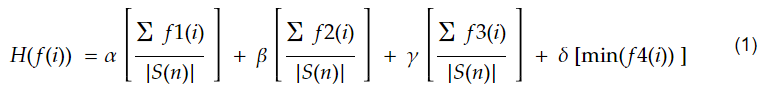 H(f(i)) = α [ Σ f1(i) / |S(n)| ] + β [ Σ f2(i) / |S(n)| ] + γ [ Σ f3(i) / |S(n)| ] + δ [min(f4(i)) ] (1)